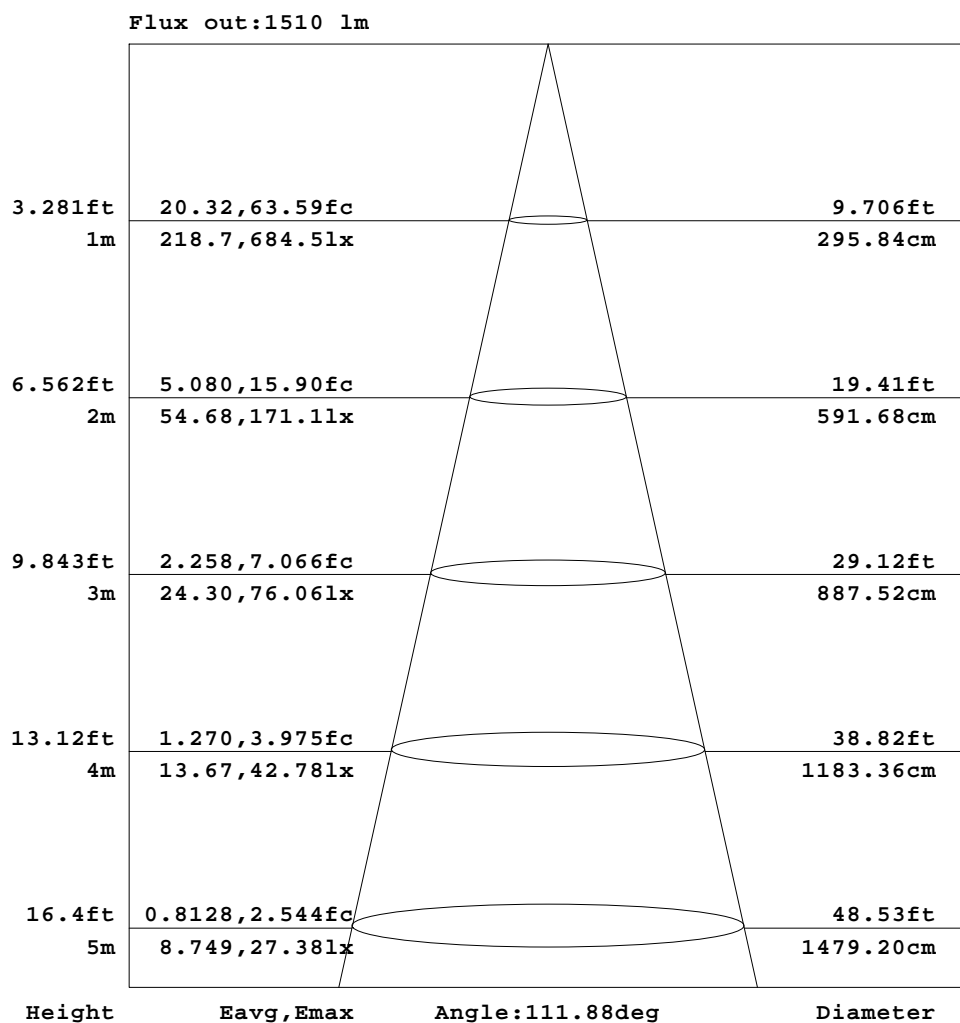 Flux out:1510 lm
3.281ft 20.32,63.59fc 9.706ft
1m 218.7,684.5lx 295.84cm
6.562ft 5.080,15.90fc 19.41ft
2m 54.68,171.1lx 591.68cm
9.843ft 2.258,7.066fc 29.12ft
3m 24.30,76.06lx 887.52cm
13.12ft 1.270,3.975fc 38.82ft
4m 13.67,42.78lx 1183.36cm
16.4ft 0.8128,2.544fc 48.53ft
5m 8.749,27.38lx 1479.20cm
Height Eavg,Emax Angle:111.88deg Diameter